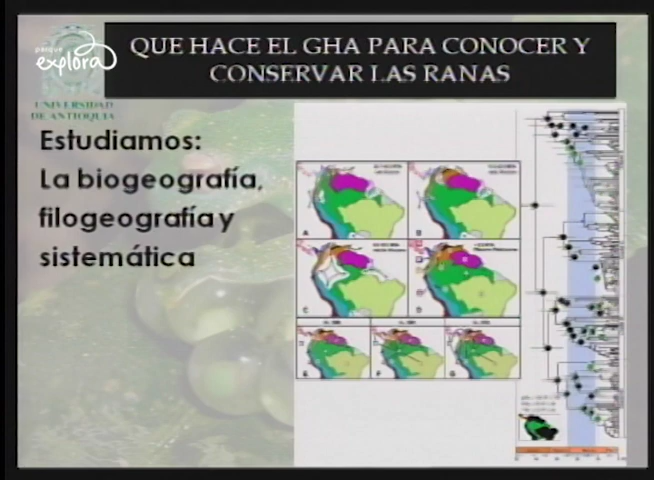 QUE HACE EL GHA PARA CONOCER Y
CONSERVAR LAS RANAS
parque
explora
UNIVERSIDAD
DE ANTIOQUIA
Estudiamos:
La biogeografía,
filogeografía y
sistemática
A
B
C
D
E
F
G